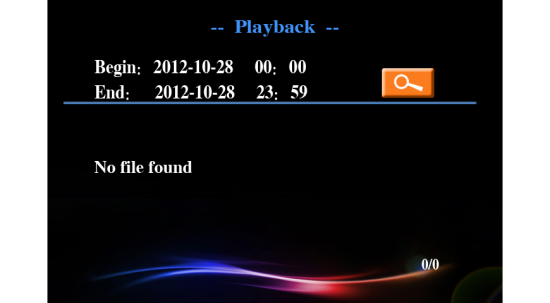 -- Playback --
Begin: 2012-10-28 00: 00
End: 2012-10-28 23: 59
No file found
0/0